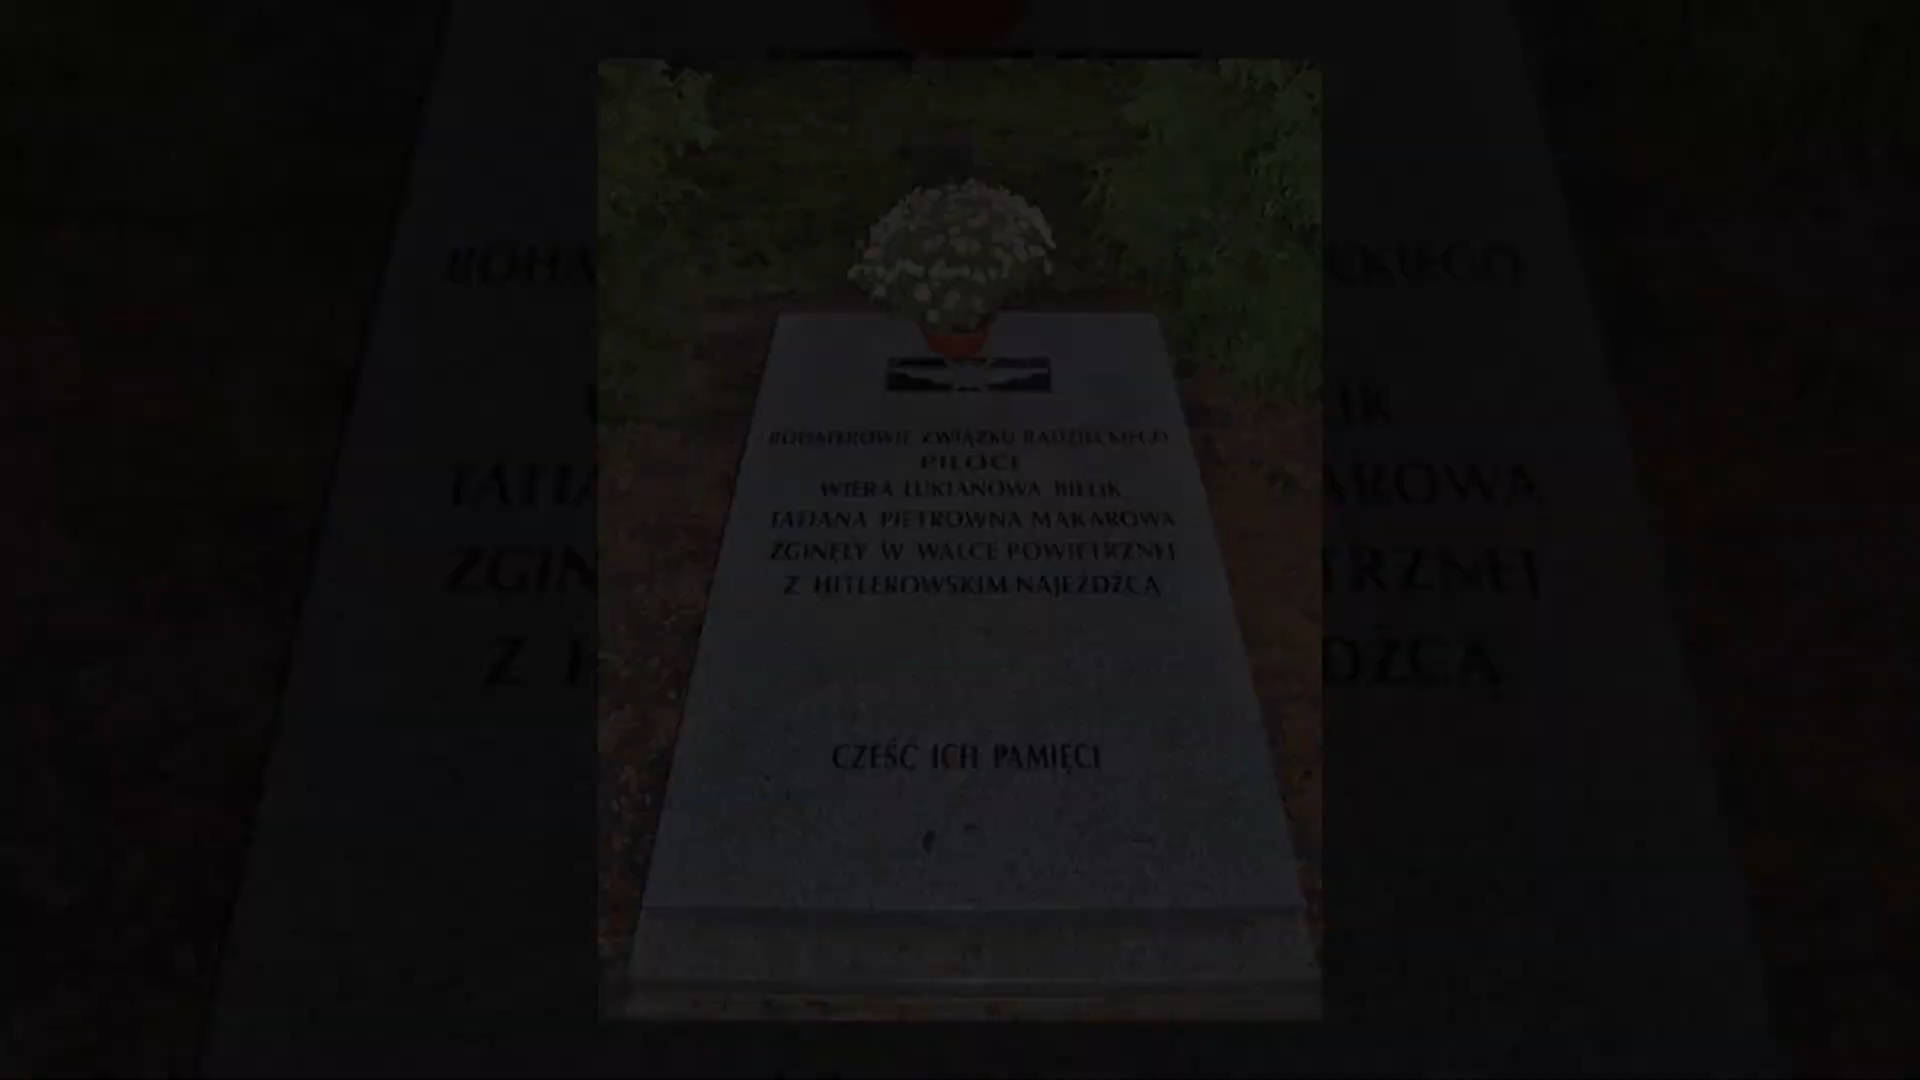 BOHATEROWIE ZWIĄZKU RADZIECKIEGO
PILOCI
WIERA ŁUKIANOWA BIELIK
TATIANA PIETROWNA MAKAROWA
ZGINĘŁY W WALCE POWIETRZNEJ
Z HITLEROWSKIM NAJEŹDŹCĄ
CZEŚĆ ICH PAMIĘCI